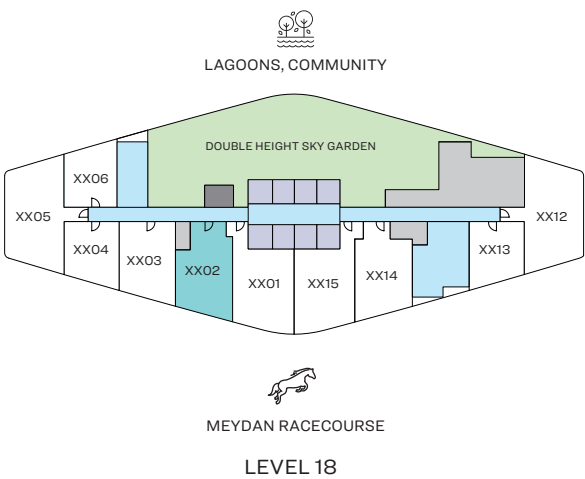 LAGOONS, COMMUNITY
DOUBLE HEIGHT SKY GARDEN
XX06
XX05
XX12
XX04
XX03
XX02
XX01
XX15
XX14
XX13
MEYDAN RACECOURSE
LEVEL 18